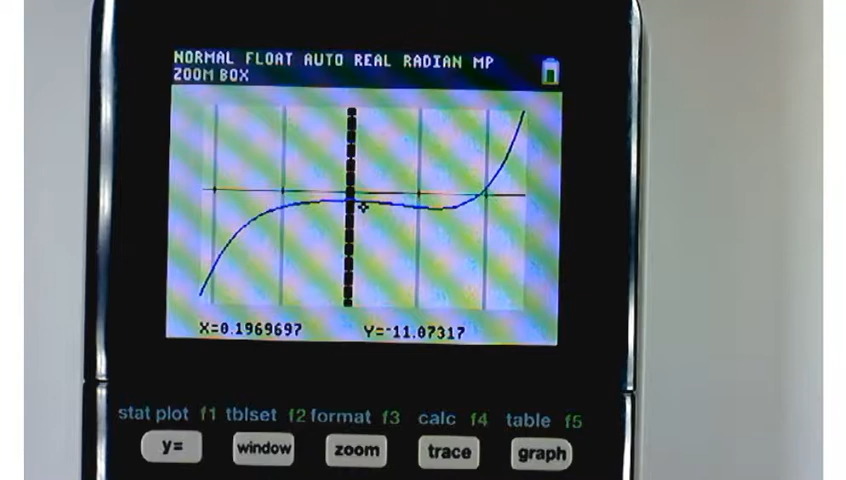 NORMAL FLOAT AUTO REAL RADIAN MP
ZOOM BOX
X=0.1969697 Y=-11.07317
stat plot f1 tblset f2 format f3 calc f4 table f5
y= window zoom trace graph